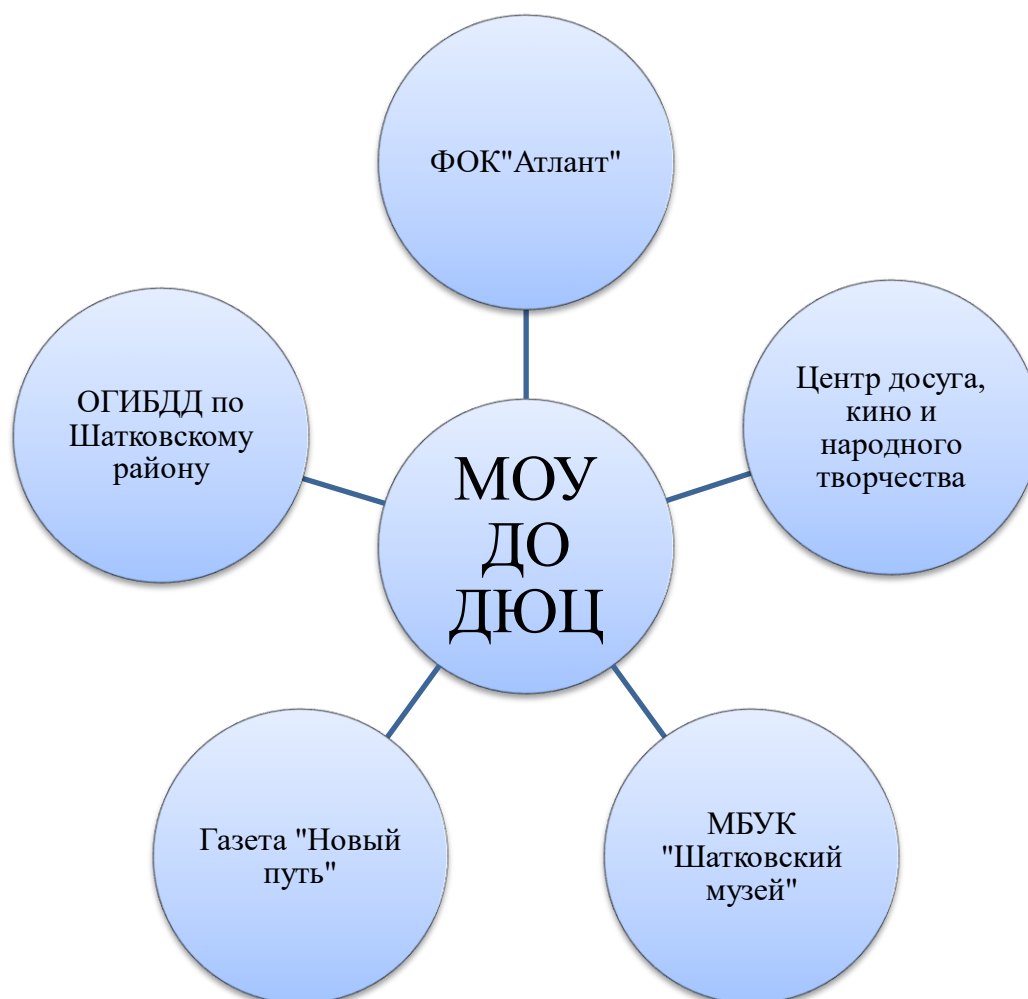 ФОК"Атлант"
Центр досуга,
кино и
народного
творчества
ОГИБДД по
Шатковскому
району
МОУ
ДО
ДЮЦ
Газета "Новый
путь"
МБУК
"Шатковский
музей"